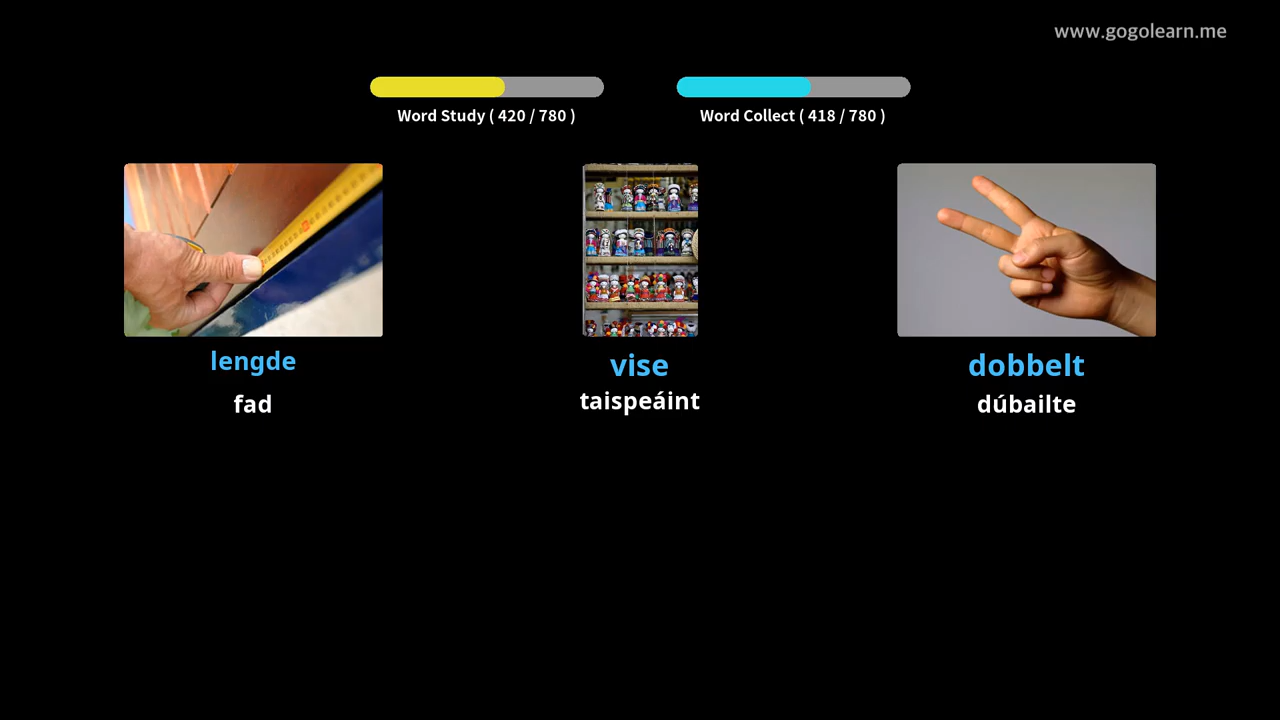 www.gogolearn.me
Word Study ( 420 / 780 )
Word Collect ( 418 / 780 )
lengde
fad
vise
taispeáint
dobbelt
dúbailte